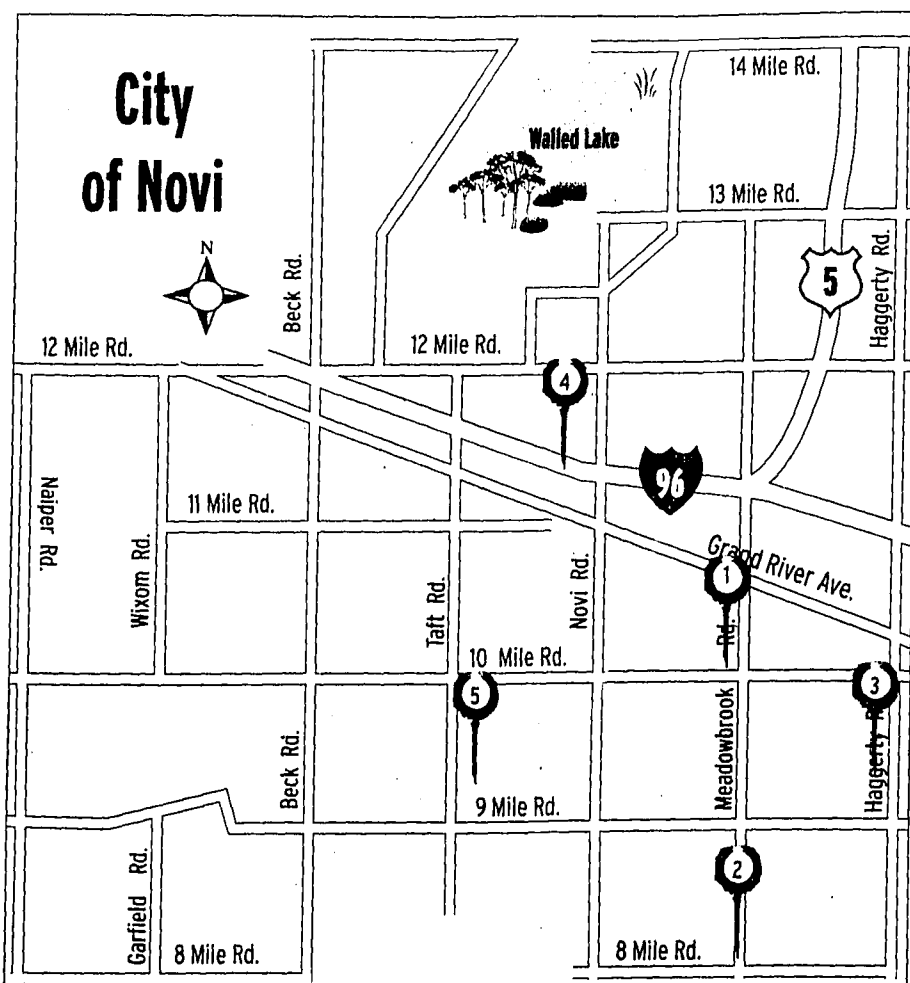 City
of Novi
N
14 Mile Rd.
Walled Lake
13 Mile Rd.
5
Haggerty Rd.
Beck Rd.
12 Mile Rd.
12 Mile Rd.
4
96
Naiper Rd.
11 Mile Rd.
Wixom Rd.
Grand River Ave.
1
Taft Rd.
Novi Rd.
Rd.
10 Mile Rd.
5
3
Meadowbrook
Haggerty R
Beck Rd.
9 Mile Rd.
2
Garfield Rd.
8 Mile Rd.
8 Mile Rd.